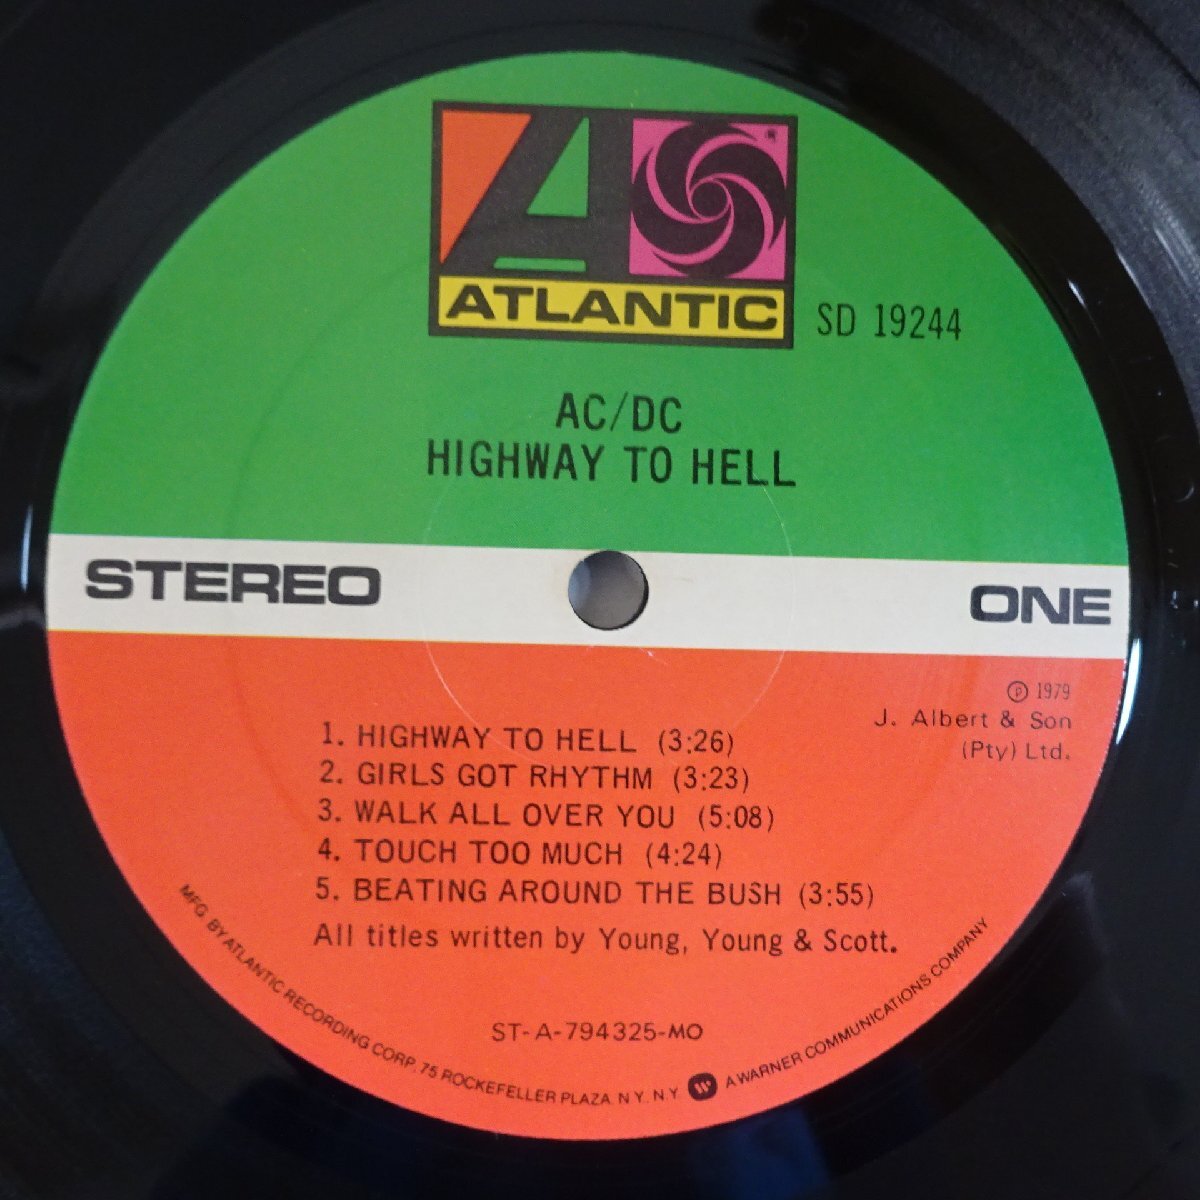 ATLANTIC
SD 19244
AC/DC
HIGHWAY TO HELL
STEREO
ONE
℗ 1979
J. Albert & Son
(Pty) Ltd.
1. HIGHWAY TO HELL (3:26)
2. GIRLS GOT RHYTHM (3:23)
3. WALK ALL OVER YOU (5:08)
4. TOUCH TOO MUCH (4:24)
5. BEATING AROUND THE BUSH (3:55)
All titles written by Young, Young & Scott.
ST-A-794325-MO
MFG. BY ATLANTIC RECORDING CORP. 75 ROCKEFELLER PLAZA. N.Y. N.Y. A WARNER COMMUNICATIONS COMPANY